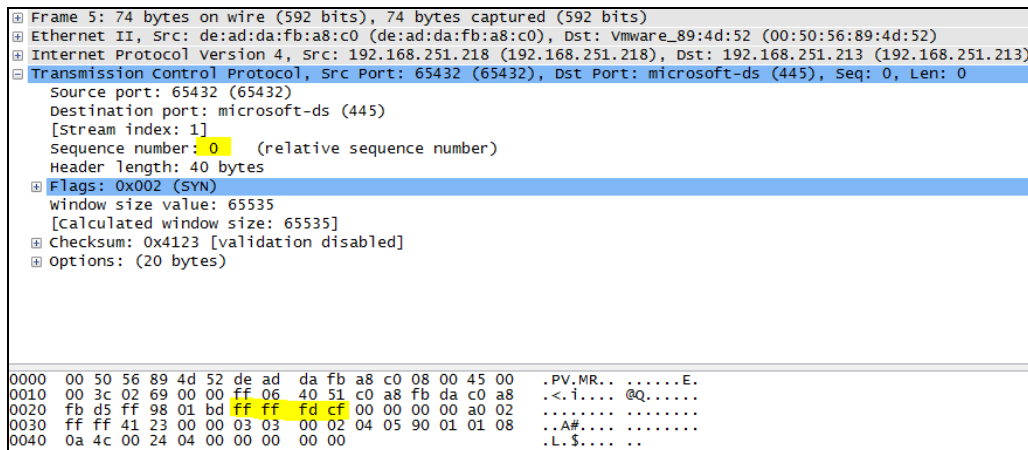 Frame 5: 74 bytes on wire (592 bits), 74 bytes captured (592 bits)
Ethernet II, Src: de:ad:da:fb:a8:c0 (de:ad:da:fb:a8:c0), Dst: Vmware_89:4d:52 (00:50:56:89:4d:52)
Internet Protocol Version 4, Src: 192.168.251.218 (192.168.251.218), Dst: 192.168.251.213 (192.168.251.213)
Transmission Control Protocol, Src Port: 65432 (65432), Dst Port: microsoft-ds (445), Seq: 0, Len: 0
Source port: 65432 (65432)
Destination port: microsoft-ds (445)
[Stream index: 1]
Sequence number: 0 (relative sequence number)
Header length: 40 bytes
Flags: 0x002 (SYN)
Window size value: 65535
[Calculated window size: 65535]
Checksum: 0x4123 [validation disabled]
Options: (20 bytes)
0000 00 50 56 89 4d 52 de ad da fb a8 c0 08 00 45 00 .PV.MR.. ......E.
0010 00 3c 02 69 00 00 ff 06 40 51 c0 a8 fb da c0 a8 .<.i.... @Q......
0020 fb d5 ff 98 01 bd ff ff fd cf 00 00 00 00 a0 02 ........ ........
0030 ff ff 41 23 00 00 03 03 00 02 04 05 90 01 01 08 ..A#.... ........
0040 0a 4c 00 24 04 00 00 00 00 00 .L.$.... ..